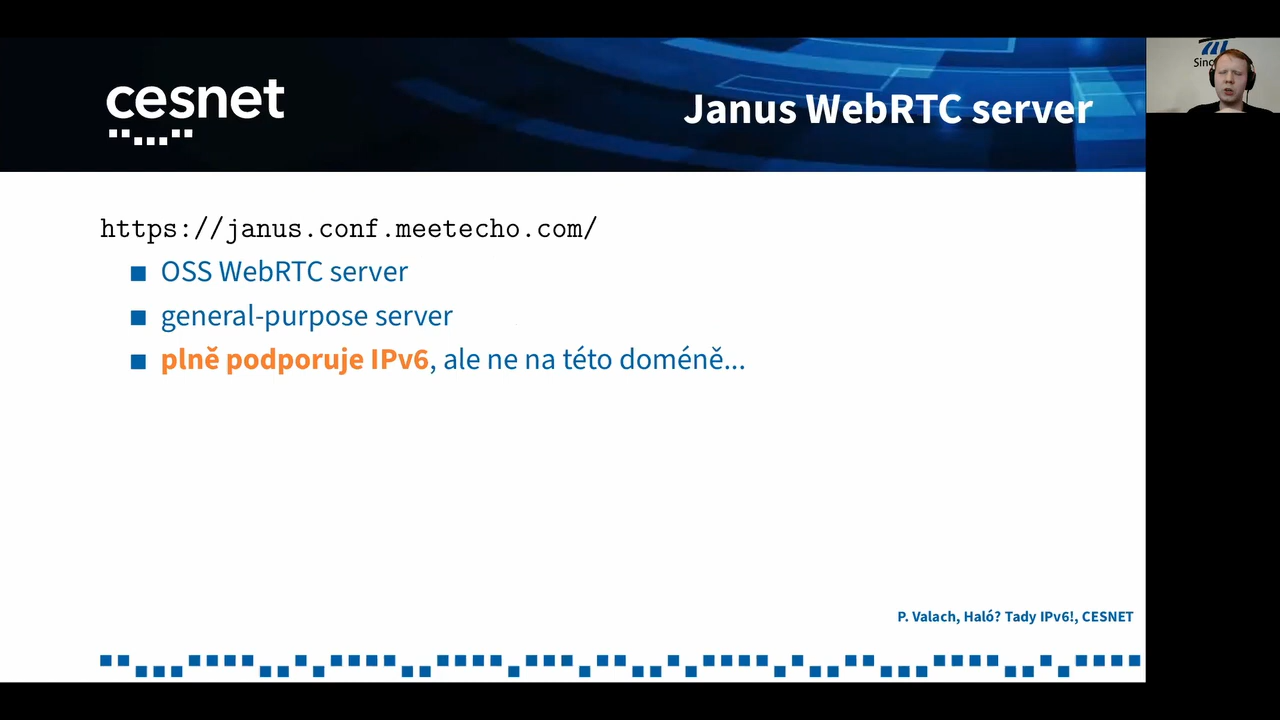 cesnet
Janus WebRTC server
https://janus.conf.meetecho.com/
OSS WebRTC server
general-purpose server
plně podporuje IPv6, ale ne na této doméně...
P. Valach, Haló? Tady IPv6!, CESNET